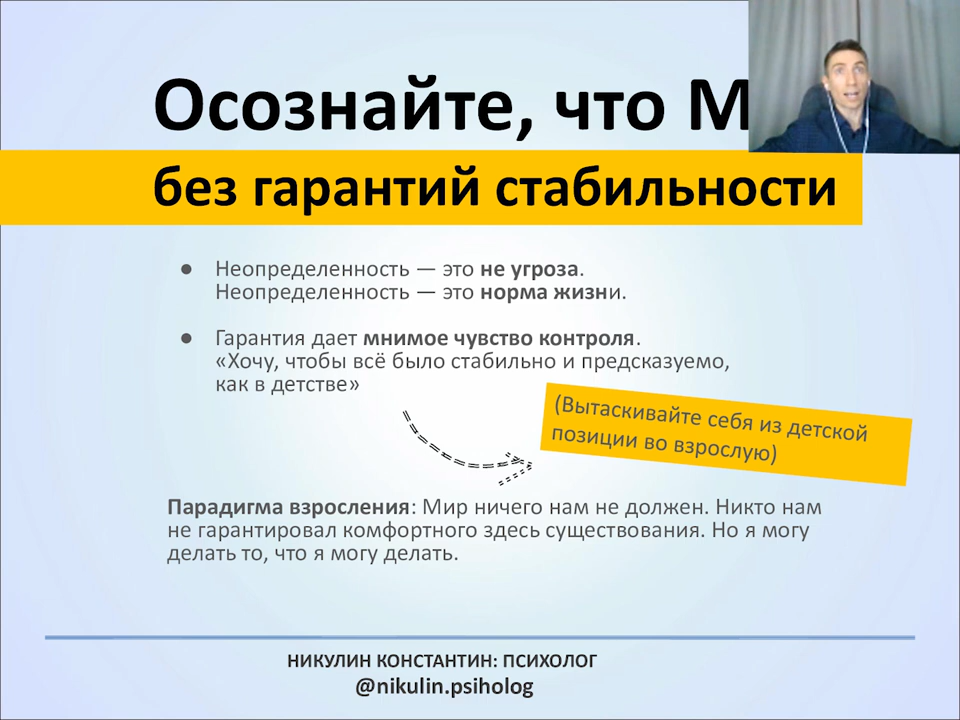 Осознайте, что М
без гарантий стабильности
● Неопределенность — это не угроза.
Неопределенность — это норма жизни.
● Гарантия дает мнимое чувство контроля.
«Хочу, чтобы всё было стабильно и предсказуемо,
как в детстве»
(Вытаскивайте себя из детской
позиции во взрослую)
Парадигма взросления: Мир ничего нам не должен. Никто нам
не гарантировал комфортного здесь существования. Но я могу
делать то, что я могу делать.
НИКУЛИН КОНСТАНТИН: ПСИХОЛОГ
@nikulin.psiholog